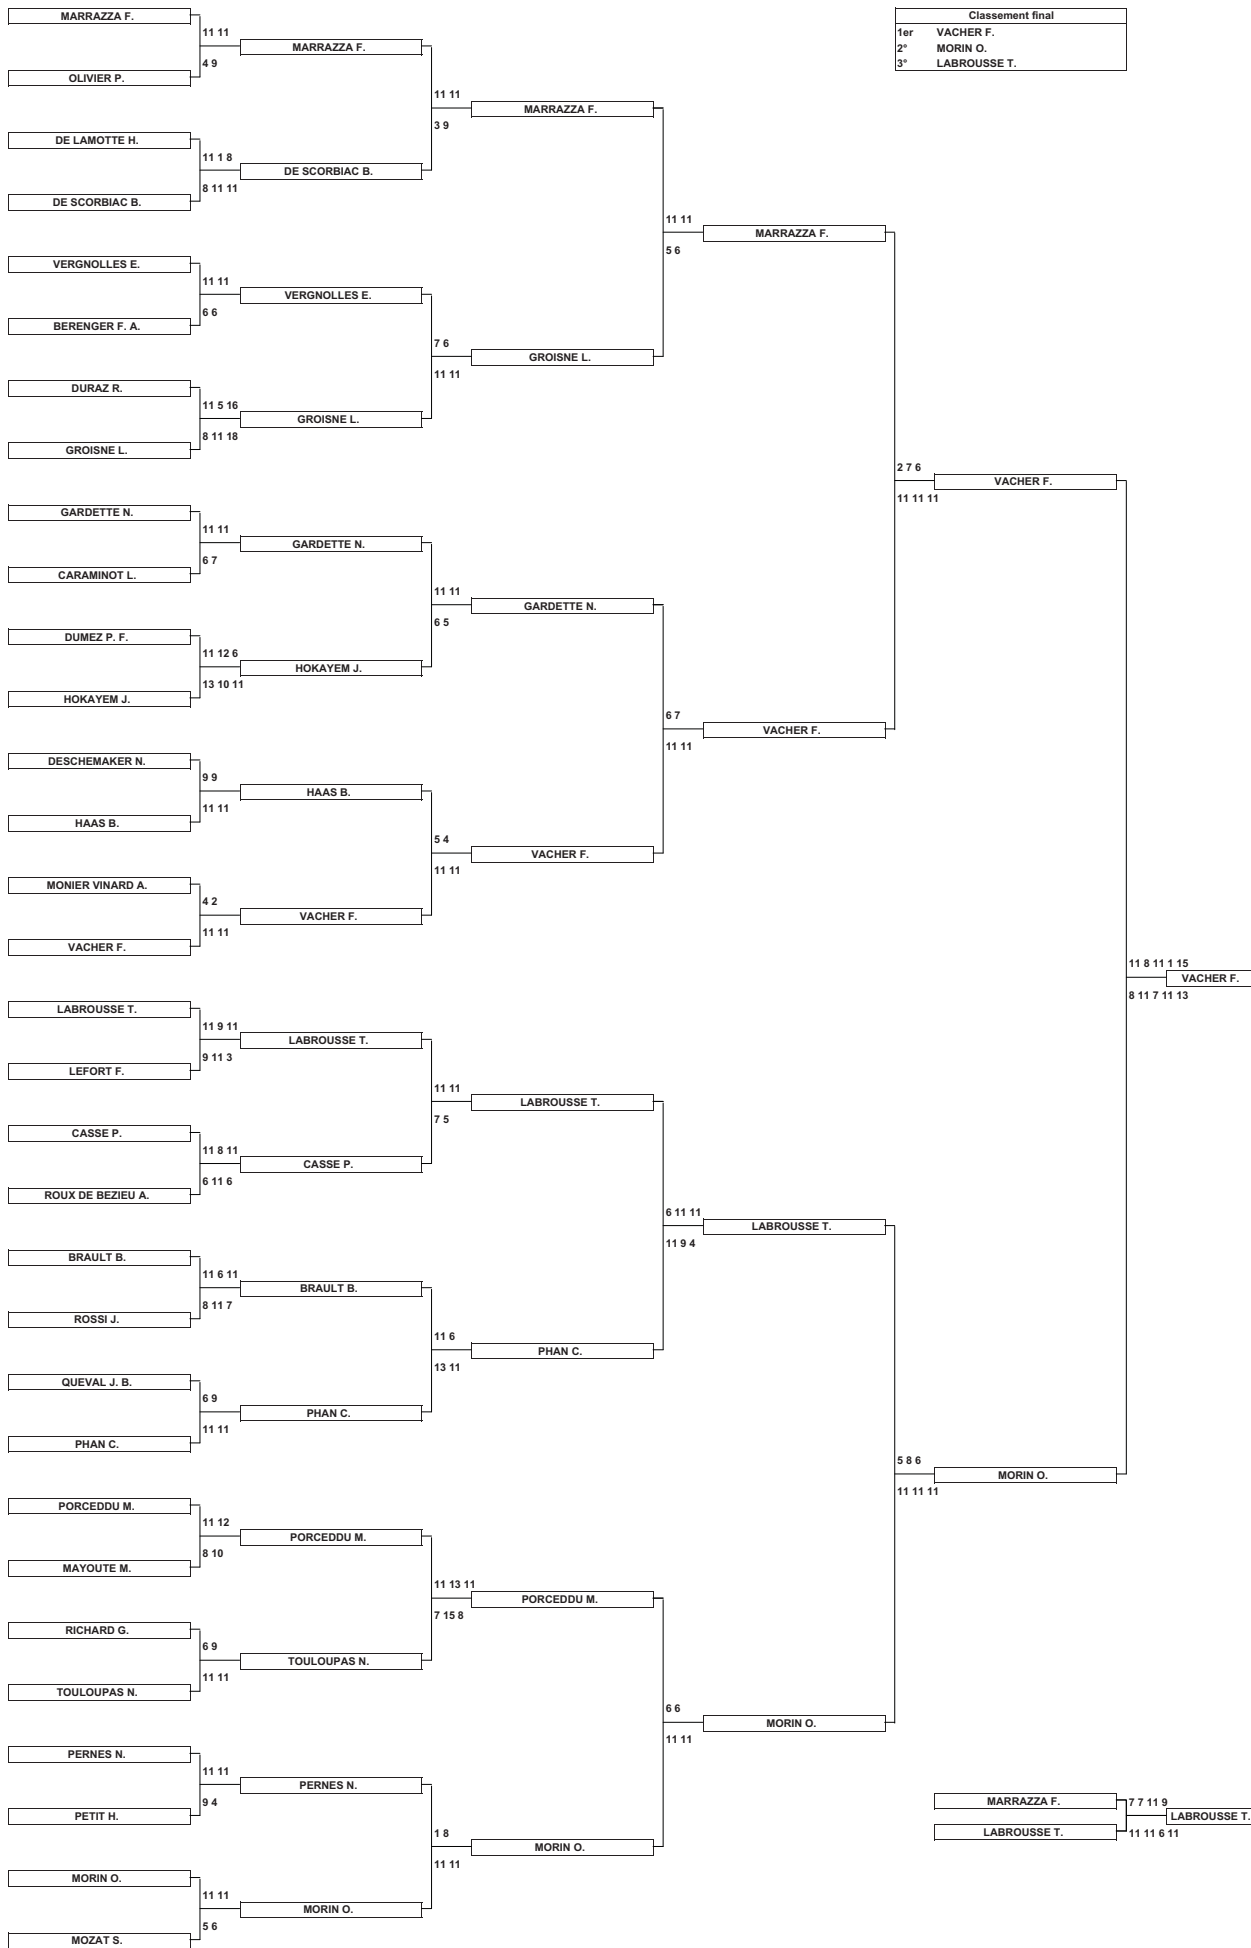 MARRAZZA F.
11 11
4 9
OLIVIER P.
DE LAMOTTE H.
11 1 8
8 11 11
DE SCORBIAC B.
VERGNOLLES E.
11 11
6 6
BERENGER F. A.
DURAZ R.
11 5 16
8 11 18
GROISNE L.
GARDETTE N.
11 11
6 7
CARAMINOT L.
DUMEZ P. F.
11 12 6
13 10 11
HOKAYEM J.
DESCHEMAKER N.
9 9
11 11
HAAS B.
MONIER VINARD A.
4 2
11 11
VACHER F.
LABROUSSE T.
11 9 11
9 11 3
LEFORT F.
CASSE P.
11 8 11
6 11 6
ROUX DE BEZIEU A.
BRAULT B.
11 6 11
8 11 7
ROSSI J.
QUEVAL J. B.
6 9
11 11
PHAN C.
PORCEDDU M.
11 12
8 10
MAYOUTE M.
RICHARD G.
6 9
11 11
TOULOUPAS N.
PERNES N.
11 11
9 4
PETIT H.
MORIN O.
11 11
5 6
MOZAT S.
MARRAZZA F.
11 11
3 9
DE SCORBIAC B.
VERGNOLLES E.
7 6
11 11
GROISNE L.
GARDETTE N.
11 11
6 5
HOKAYEM J.
HAAS B.
5 4
11 11
VACHER F.
LABROUSSE T.
11 11
7 5
CASSE P.
BRAULT B.
11 6
13 11
PHAN C.
PORCEDDU M.
11 13 11
7 15 8
TOULOUPAS N.
PERNES N.
1 8
11 11
MORIN O.
MARRAZZA F.
11 11
5 6
GROISNE L.
GARDETTE N.
6 7
11 11
VACHER F.
LABROUSSE T.
6 11 11
11 9 4
PHAN C.
PORCEDDU M.
6 6
11 11
MORIN O.
MARRAZZA F.
2 7 6
11 11 11
VACHER F.
LABROUSSE T.
5 8 6
11 11 11
MORIN O.
Classement final
1er VACHER F.
2° MORIN O.
3° LABROUSSE T.
VACHER F.
11 8 11 1 15
8 11 7 11 13
MORIN O.
VACHER F.
MARRAZZA F.
7 7 11 9
11 11 6 11
LABROUSSE T.
LABROUSSE T.